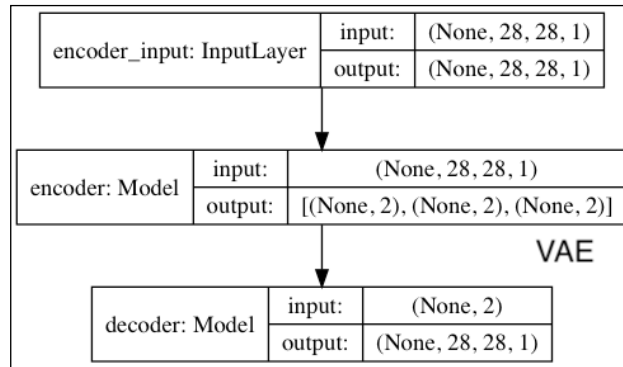 encoder_input: InputLayer
input: (None, 28, 28, 1)
output: (None, 28, 28, 1)
encoder: Model
input: (None, 28, 28, 1)
output: [(None, 2), (None, 2), (None, 2)]
VAE
decoder: Model
input: (None, 2)
output: (None, 28, 28, 1)